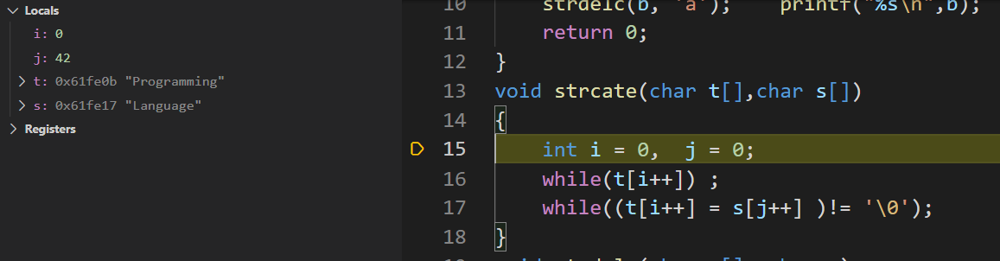 Locals
i: 0
j: 42
t: 0x61fe0b "Programming"
s: 0x61fe17 "Language"
Registers
10 strdelc(b, 'a'); printf("%s\n",b);
11 return 0;
12 }
13 void strcate(char t[],char s[])
14 {
15 int i = 0, j = 0;
16 while(t[i++]) ;
17 while((t[i++] = s[j++] )!= '\0');
18 }